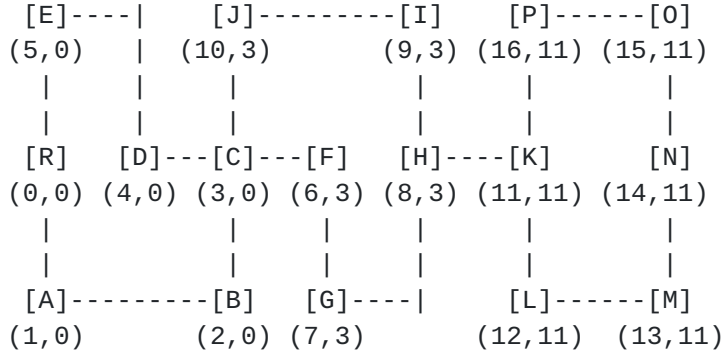 [E]----| [J]---------[I] [P]------[O]
(5,0) | (10,3) (9,3) (16,11) (15,11)
| | | | | |
| | | | | |
[R] [D]---[C]---[F] [H]----[K] [N]
(0,0) (4,0) (3,0) (6,3) (8,3) (11,11) (14,11)
| | | | | |
| | | | | |
[A]---------[B] [G]----| [L]------[M]
(1,0) (2,0) (7,3) (12,11) (13,11)